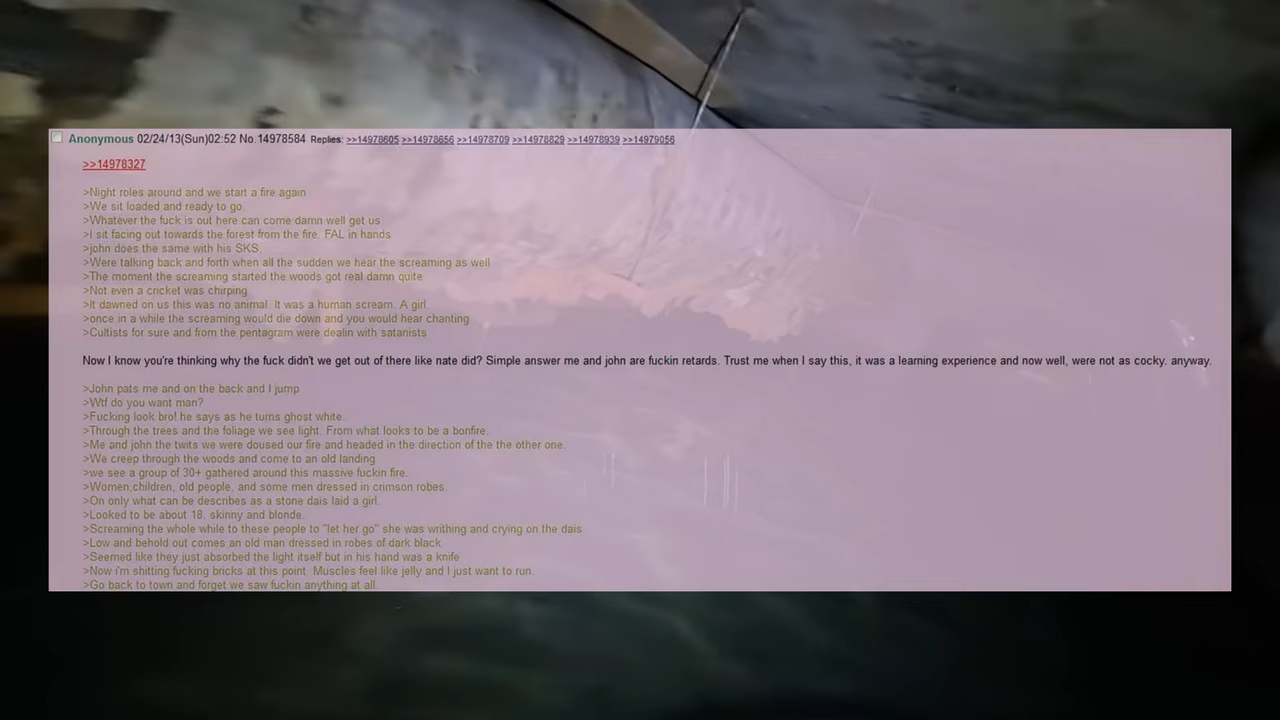 Anonymous 02/24/13(Sun)02:52 No.14978584 Replies: >>14978605 >>14978656 >>14978709 >>14978829 >>14978939 >>14979056
>>14978327
>Night roles around and we start a fire again
>We sit loaded and ready to go.
>Whatever the fuck is out here can come damn well get us.
>I sit facing out towards the forest from the fire. FAL in hands
>john does the same with his SKS.
>Were talking back and forth when all the sudden we hear the screaming as well
>The moment the screaming started the woods got real damn quite
>Not even a cricket was chirping
>It dawned on us this was no animal. It was a human scream. A girl.
>once in a while the screaming would die down and you would hear chanting
>Cultists for sure and from the pentagram were dealin with satanists
Now I know you're thinking why the fuck didn't we get out of there like nate did? Simple answer me and john are fuckin retards. Trust me when I say this, it was a learning experience and now well, were not as cocky. anyway.
>John pats me and on the back and I jump
>Wtf do you want man?
>Fucking look bro! he says as he turns ghost white.
>Through the trees and the foliage we see light. From what looks to be a bonfire.
>Me and john the twits we were doused our fire and headed in the direction of the the other one.
>We creep through the woods and come to an old landing
>we see a group of 30+ gathered around this massive fuckin fire.
>Women,children, old people, and some men dressed in crimson robes.
>On only what can be describes as a stone dais laid a girl.
>Looked to be about 18, skinny and blonde.
>Screaming the whole while to these people to "let her go" she was writhing and crying on the dais
>Low and behold out comes an old man dressed in robes of dark black
>Seemed like they just absorbed the light itself but in his hand was a knife
>Now i'm shitting fucking bricks at this point. Muscles feel like jelly and I just want to run.
>Go back to town and forget we saw fuckin anything at all.